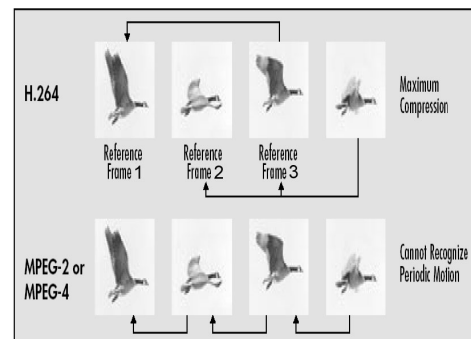 H.264
Reference
Frame 1
Reference
Frame 2
Reference
Frame 3
Maximum
Compression
MPEG-2 or
MPEG-4
Cannot Recognize
Periodic Motion